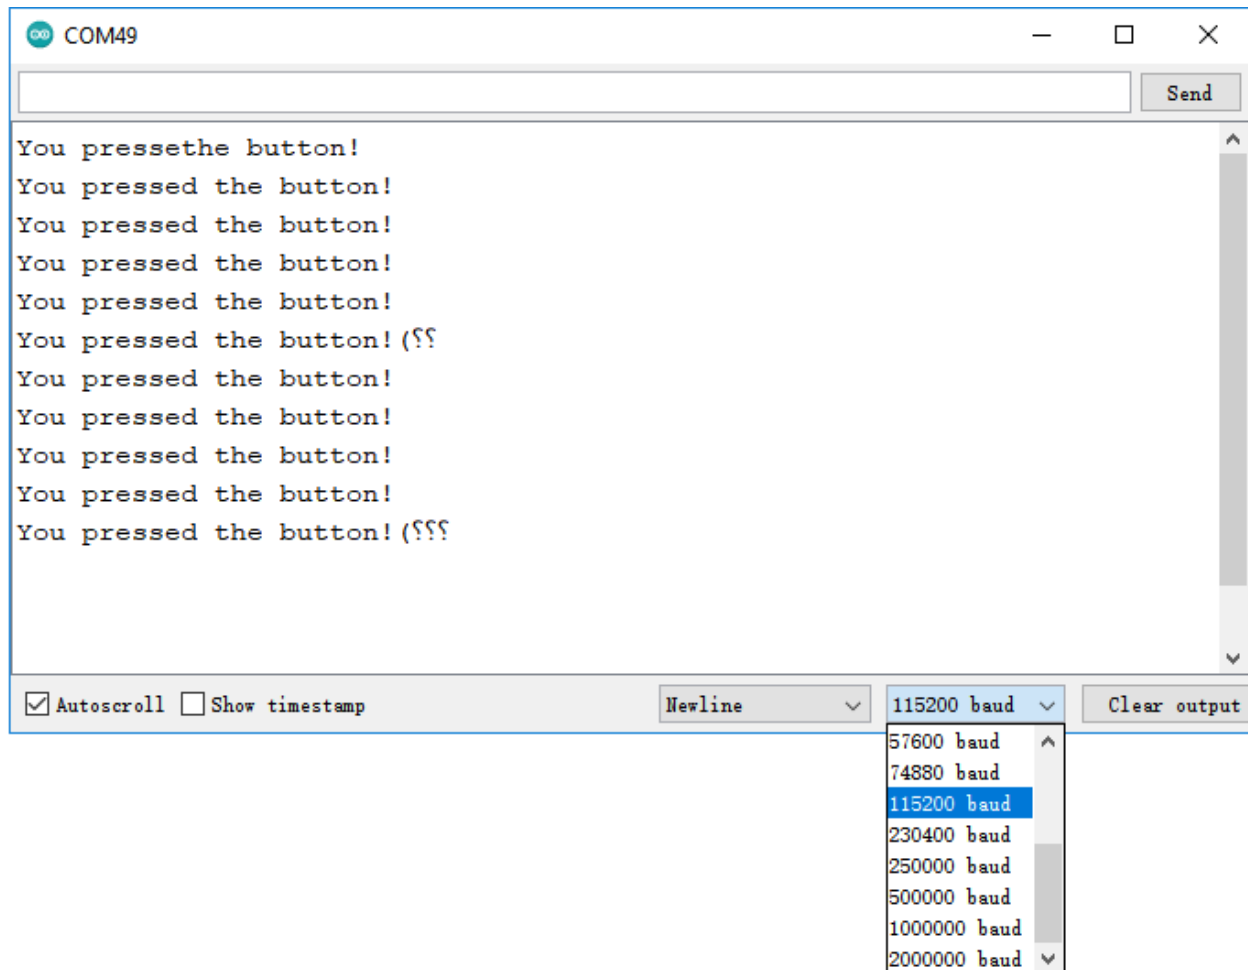 COM49
Send
You pressethe button!
You pressed the button!
You pressed the button!
You pressed the button!
You pressed the button!
You pressed the button!(⸮⸮
You pressed the button!
You pressed the button!
You pressed the button!
You pressed the button!
You pressed the button!(⸮⸮⸮
Autoscroll Show timestamp Newline 115200 baud Clear output
57600 baud
74880 baud
115200 baud
230400 baud
250000 baud
500000 baud
1000000 baud
2000000 baud